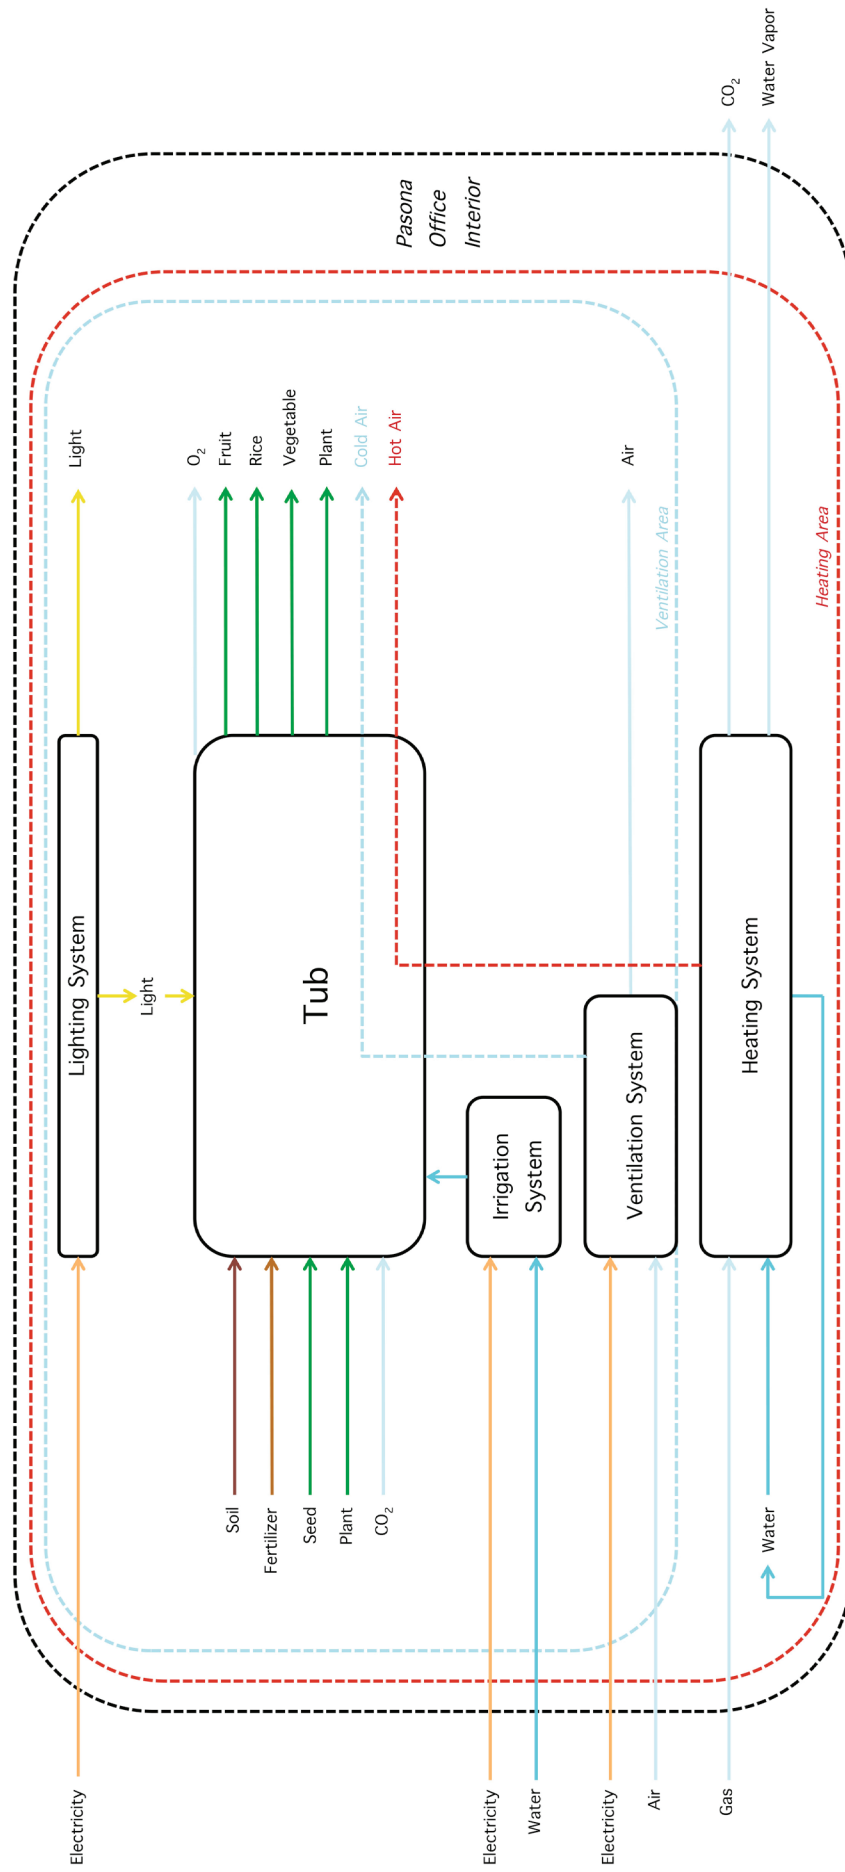 Electricity
Lighting System
Light
Light
Soil
Fertilizer
Seed
Plant
CO₂
Tub
O₂
Fruit
Rice
Vegetable
Plant
Cold Air
Hot Air
Pasona
Office
Interior
Electricity
Water
Irrigation
System
Electricity
Air
Ventilation System
Air
Ventilation Area
Gas
Water
Heating System
CO₂
Water Vapor
Heating Area